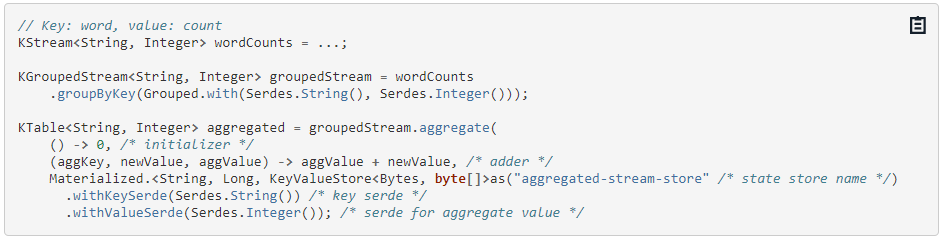 // Key: word, value: count
KStream<String, Integer> wordCounts = ...;
KGroupedStream<String, Integer> groupedStream = wordCounts
.groupByKey(Grouped.with(Serdes.String(), Serdes.Integer()));
KTable<String, Integer> aggregated = groupedStream.aggregate(
() -> 0, /* initializer */
(aggKey, newValue, aggValue) -> aggValue + newValue, /* adder */
Materialized.<String, Long, KeyValueStore<Bytes, byte[]>as("aggregated-stream-store" /* state store name */)
.withKeySerde(Serdes.String()) /* key serde */
.withValueSerde(Serdes.Integer()); /* serde for aggregate value */